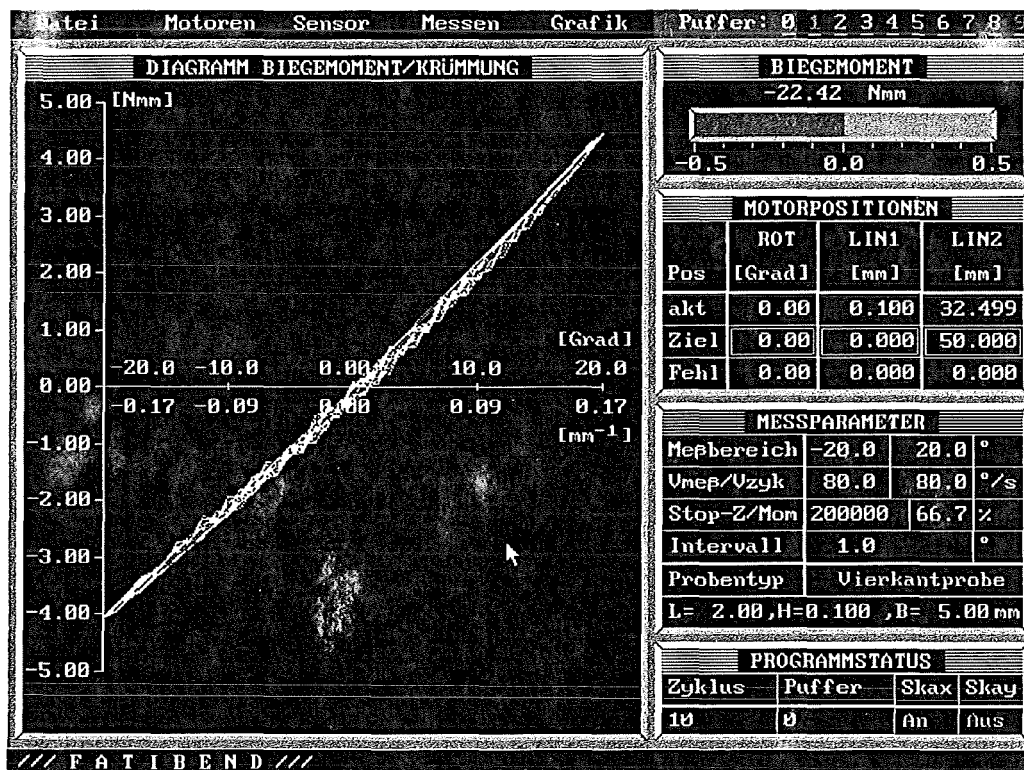 Datei Motoren Sensor Messen Grafik Puffer: 0 1 2 3 4 5 6 7 8 9
DIAGRAMM BIEGEMOMENT/KRÜMMUNG
5.00 [Nmm]
4.00
3.00
2.00
1.00
[Grad]
-20.0 -10.0 0.00 10.0 20.0
0.00
-0.17 -0.09 0.00 0.09 0.17
[mm⁻¹]
-1.00
-2.00
-3.00
-4.00
-5.00
BIEGEMOMENT
-22.42 Nmm
-0.5 0.0 0.5
MOTORPOSITIONEN
ROT LIN1 LIN2
Pos [Grad] [mm] [mm]
akt 0.00 0.100 32.499
Ziel 0.00 0.000 50.000
Fehl 0.00 0.000 0.000
MESSPARAMETER
Meßbereich -20.0 20.0 °
Vmeß/Vzyk 80.0 80.0 °/s
Stop-Z/Mom 200000 66.7 %
Intervall 1.0 °
Probentyp Vierkantprobe
L= 2.00,H=0.100 ,B= 5.00 mm
PROGRAMMSTATUS
Zyklus Puffer Skax Skay
10 0 An Aus
/// F A T I B E N D ///